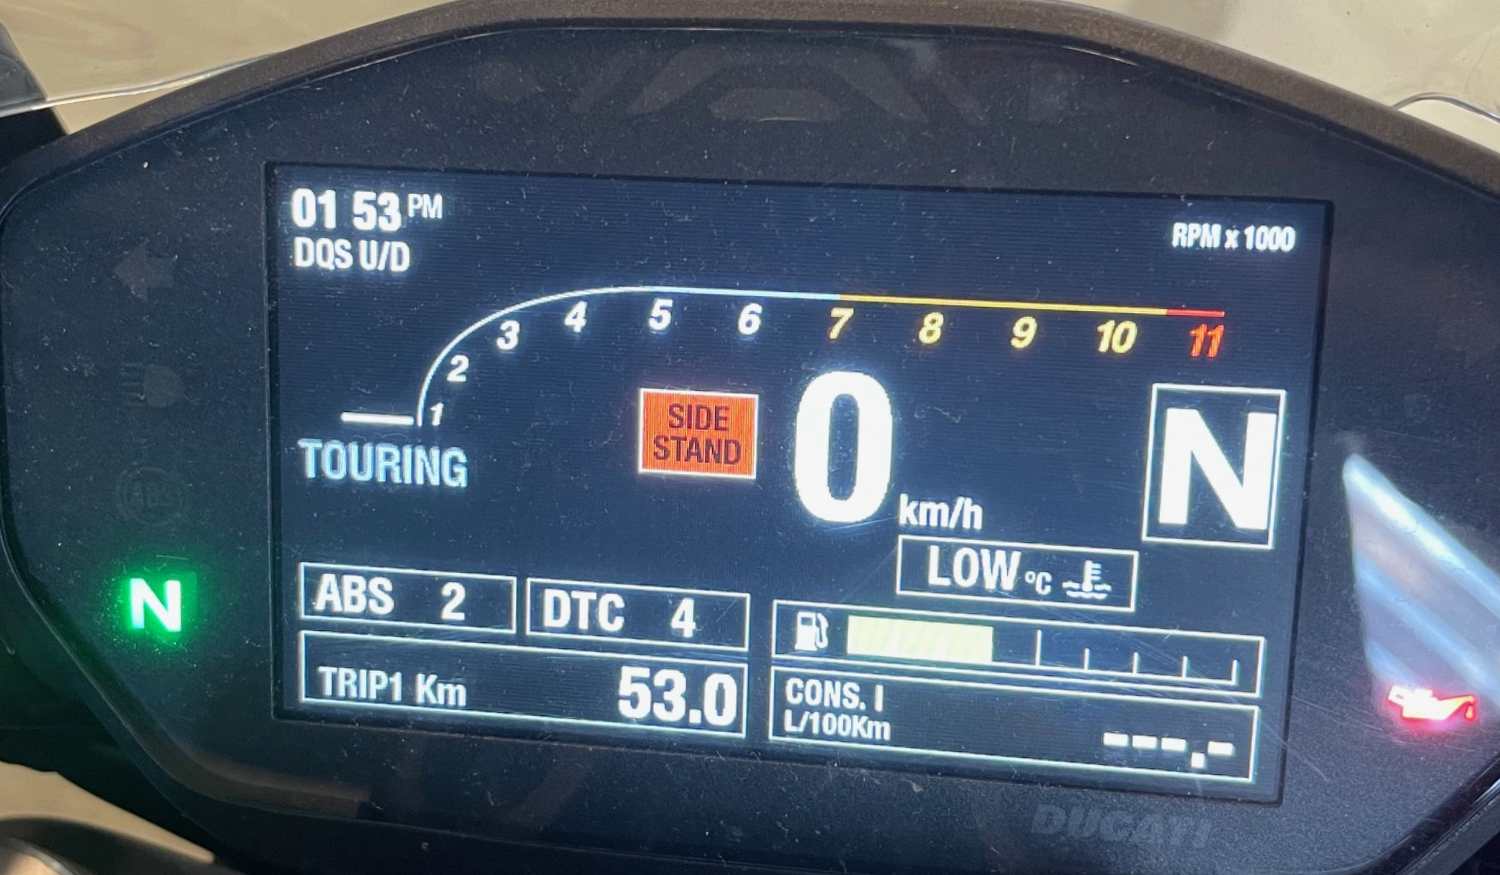 01 53 PM
DQS U/D
RPM x 1000
1 2 3 4 5 6 7 8 9 10 11
TOURING
SIDE
STAND
0 km/h
N
LOW °C
ABS 2
DTC 4
N
TRIP1 Km 53.0
CONS. I
L/100Km
---.-
ABS
DUCATI